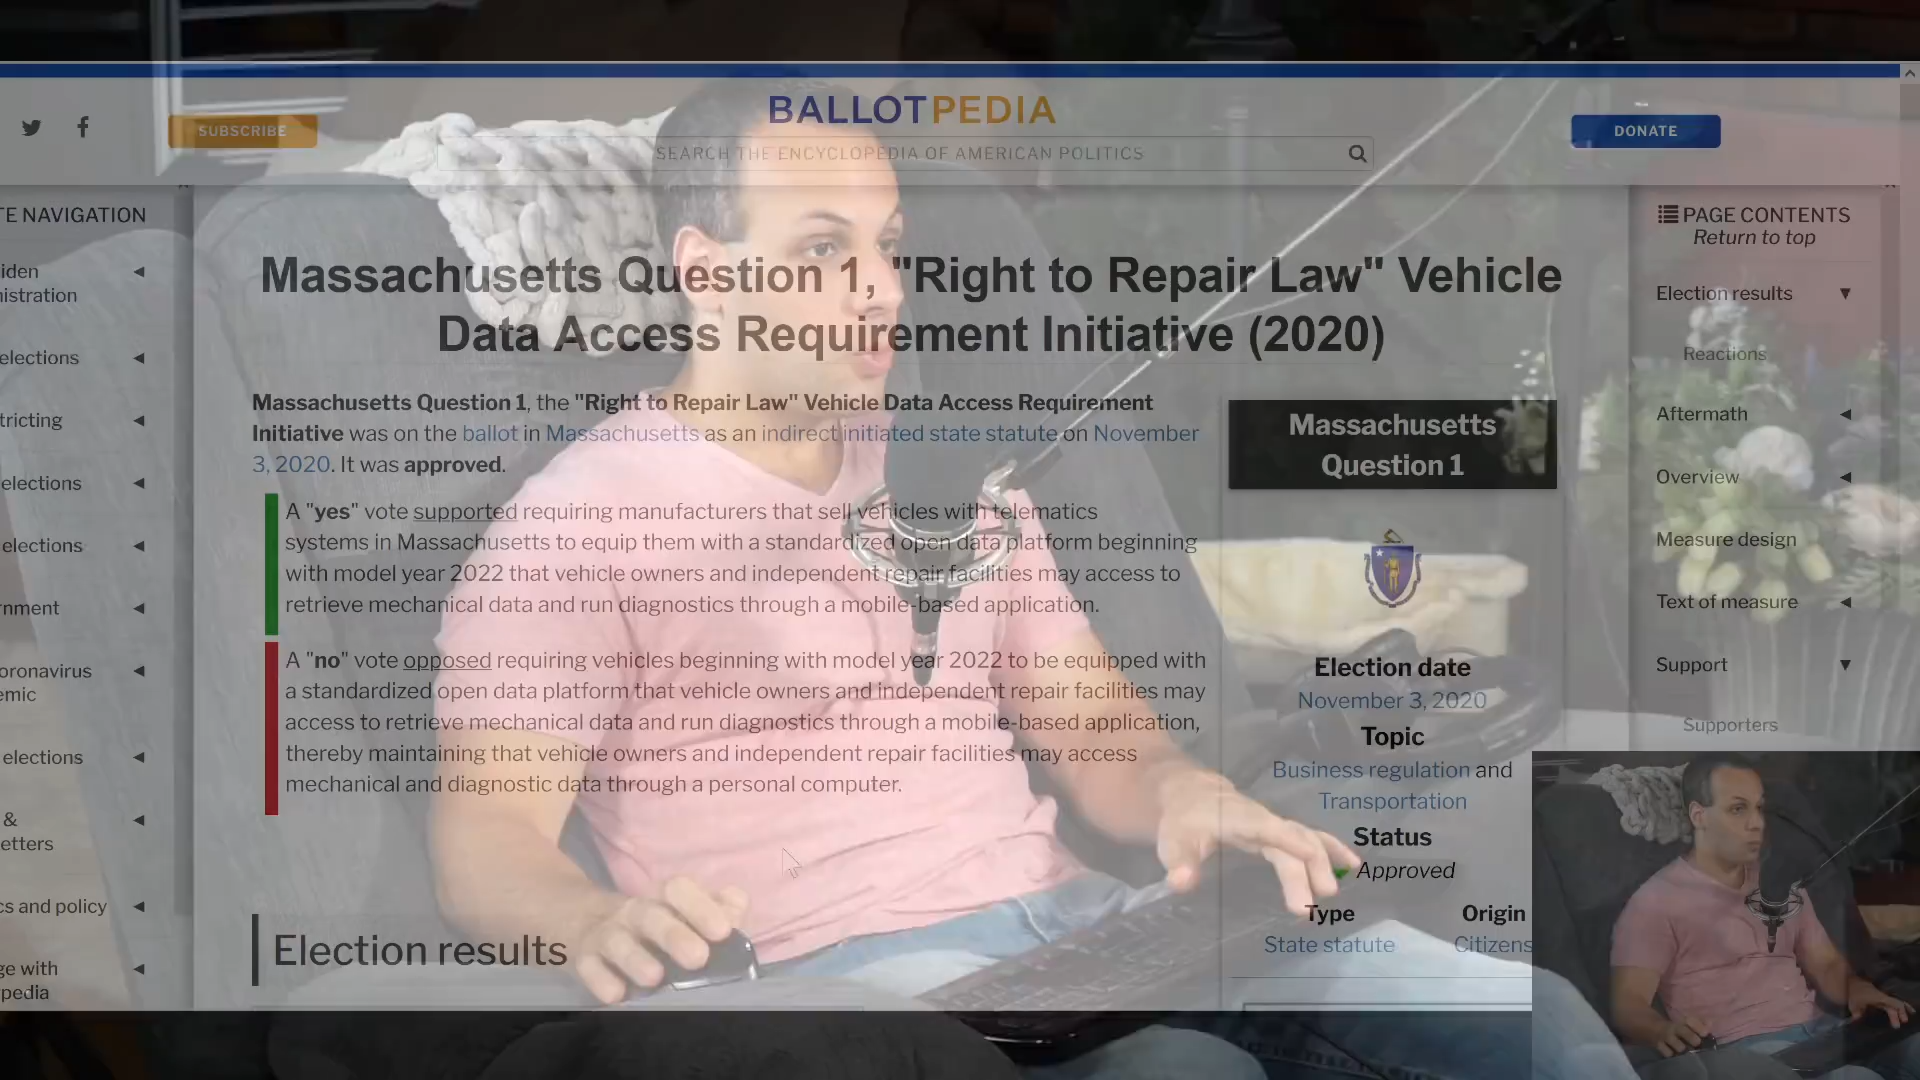 BALLOTPEDIA
SUBSCRIBE
SEARCH THE ENCYCLOPEDIA OF AMERICAN POLITICS
DONATE
TE NAVIGATION
iden
nistration
elections
tricting
elections
elections
rnment
oronavirus
emic
elections
&
etters
cs and policy
ge with
pedia
Massachusetts Question 1, "Right to Repair Law" Vehicle
Data Access Requirement Initiative (2020)
Massachusetts Question 1, the "Right to Repair Law" Vehicle Data Access Requirement
Initiative was on the ballot in Massachusetts as an indirect initiated state statute on November
3, 2020. It was approved.
A "yes" vote supported requiring manufacturers that sell vehicles with telematics
systems in Massachusetts to equip them with a standardized open data platform beginning
with model year 2022 that vehicle owners and independent repair facilities may access to
retrieve mechanical data and run diagnostics through a mobile-based application.
A "no" vote opposed requiring vehicles beginning with model year 2022 to be equipped with
a standardized open data platform that vehicle owners and independent repair facilities may
access to retrieve mechanical data and run diagnostics through a mobile-based application,
thereby maintaining that vehicle owners and independent repair facilities may access
mechanical and diagnostic data through a personal computer.
Election results
Massachusetts
Question 1
Election date
November 3, 2020
Topic
Business regulation and
Transportation
Status
Approved
Type Origin
State statute Citizens
PAGE CONTENTS
Return to top
Election results
Reactions
Aftermath
Overview
Measure design
Text of measure
Support
Supporters